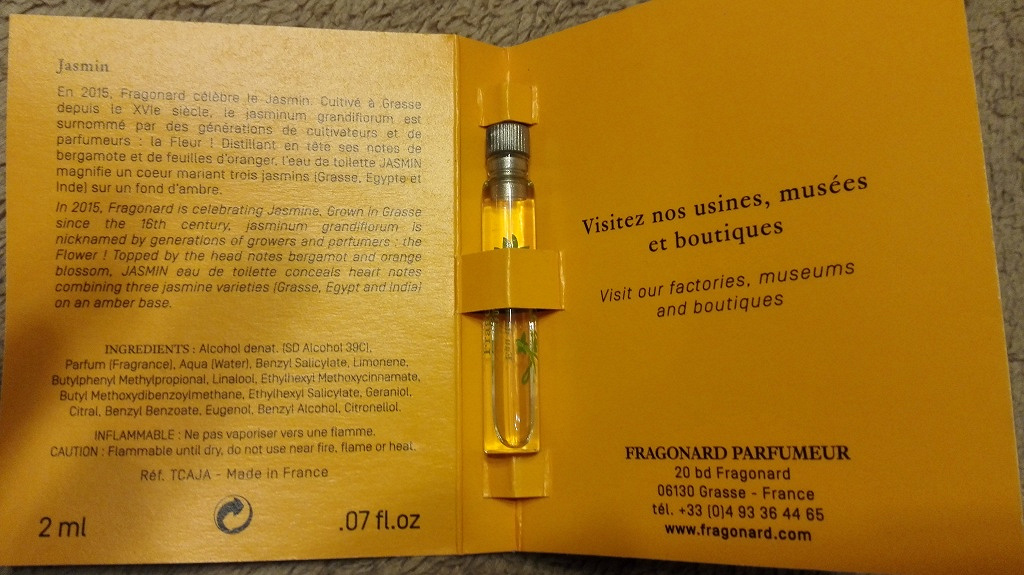 Jasmin
En 2015, Fragonard célèbre le Jasmin. Cultivé à Grasse
depuis le XVIe siècle, le jasminum grandiflorum est
surnommé par des générations de cultivateurs et de
parfumeurs : la Fleur ! Distillant en tête ses notes de
bergamote et de feuilles d'oranger, l'eau de toilette JASMIN
magnifie un coeur mariant trois jasmins (Grasse, Egypte et
Inde) sur un fond d'ambre.
In 2015, Fragonard is celebrating Jasmine. Grown in Grasse
since the 16th century, jasminum grandiflorum is
nicknamed by generations of growers and perfumers : the
Flower ! Topped by the head notes bergamot and orange
blossom, JASMIN eau de toilette conceals heart notes
combining three jasmine varieties (Grasse, Egypt and India)
on an amber base.
INGREDIENTS : Alcohol denat. (SD Alcohol 39C),
Parfum (Fragrance), Aqua (Water), Benzyl Salicylate, Limonene,
Butylphenyl Methylpropional, Linalool, Ethylhexyl Methoxycinnamate,
Butyl Methoxydibenzoylmethane, Ethylhexyl Salicylate, Geraniol,
Citral, Benzyl Benzoate, Eugenol, Benzyl Alcohol, Citronellol.
INFLAMMABLE : Ne pas vaporiser vers une flamme.
CAUTION : Flammable until dry, do not use near fire, flame or heat.
Réf. TCAJA - Made in France
2 ml
.07 fl.oz
Visitez nos usines, musées
et boutiques
Visit our factories, museums
and boutiques
FRAGONARD PARFUMEUR
20 bd Fragonard
06130 Grasse - France
tél. +33 (0)4 93 36 44 65
www.fragonard.com